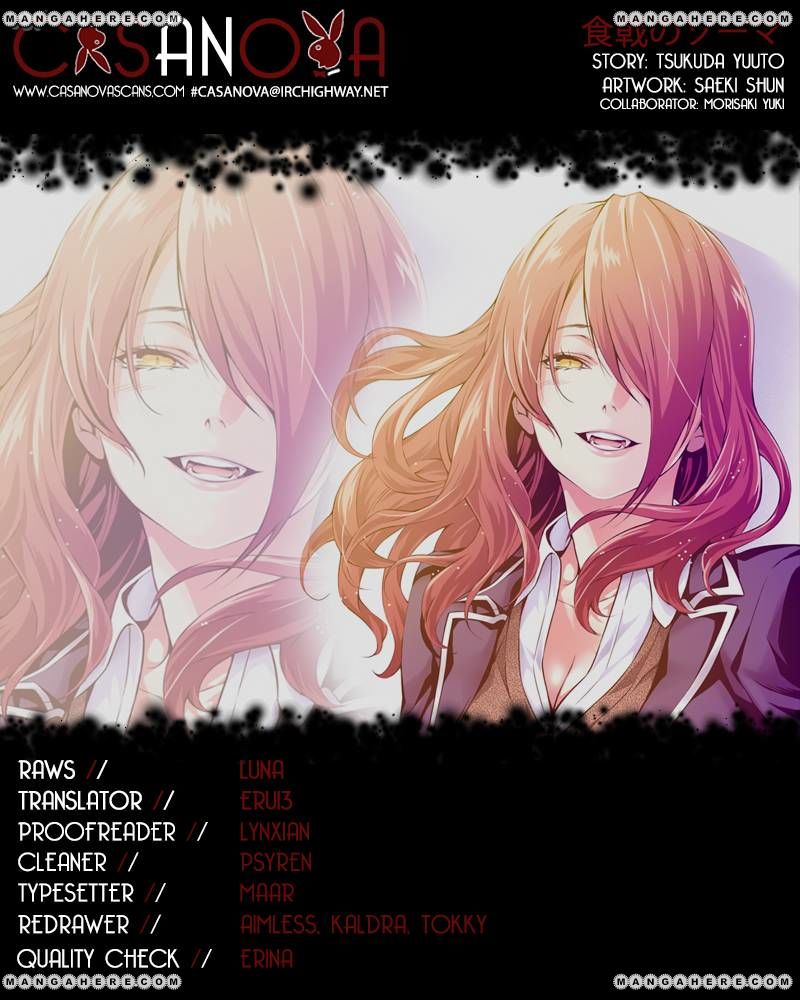 MANGAHERE.COM
MANGAHERE.COM
CASANOVA
WWW.CASANOVASCANS.COM #CASANOVA@IRCHIGHWAY.NET
食戟のソーマ
STORY: TSUKUDA YUUTO
ARTWORK: SAEKI SHUN
COLLABORATOR: MORISAKI YUKI
RAWS // LUNA
TRANSLATOR // ERUI3
PROOFREADER // LYNXIAN
CLEANER // PSYREN
TYPESETTER // MAAR
REDRAWER // AIMLESS, KALDRA, TOKKY
QUALITY CHECK // ERINA
MANGAHERE.COM
MANGAHERE.COM